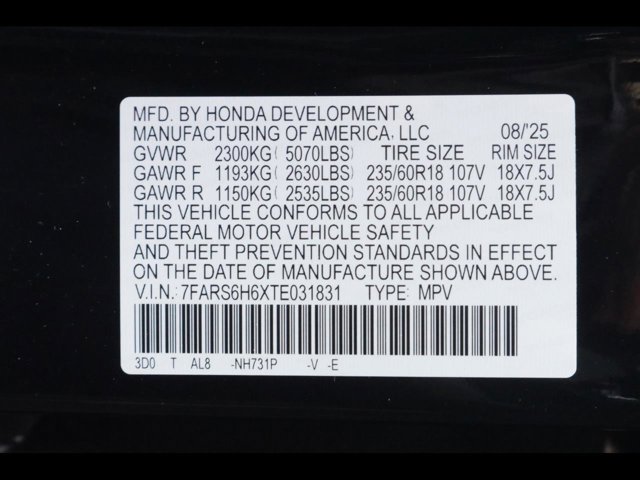 MFD. BY HONDA DEVELOPMENT &
MANUFACTURING OF AMERICA, LLC 08/'25
GVWR 2300KG( 5070LBS) TIRE SIZE RIM SIZE
GAWR F 1193KG( 2630LBS) 235/60R18 107V 18X7.5J
GAWR R 1150KG( 2535LBS) 235/60R18 107V 18X7.5J
THIS VEHICLE CONFORMS TO ALL APPLICABLE
FEDERAL MOTOR VEHICLE SAFETY
AND THEFT PREVENTION STANDARDS IN EFFECT
ON THE DATE OF MANUFACTURE SHOWN ABOVE.
V.I.N.: 7FARS6H6XTE031831 TYPE: MPV
3D0 T AL8 -NH731P -V -E